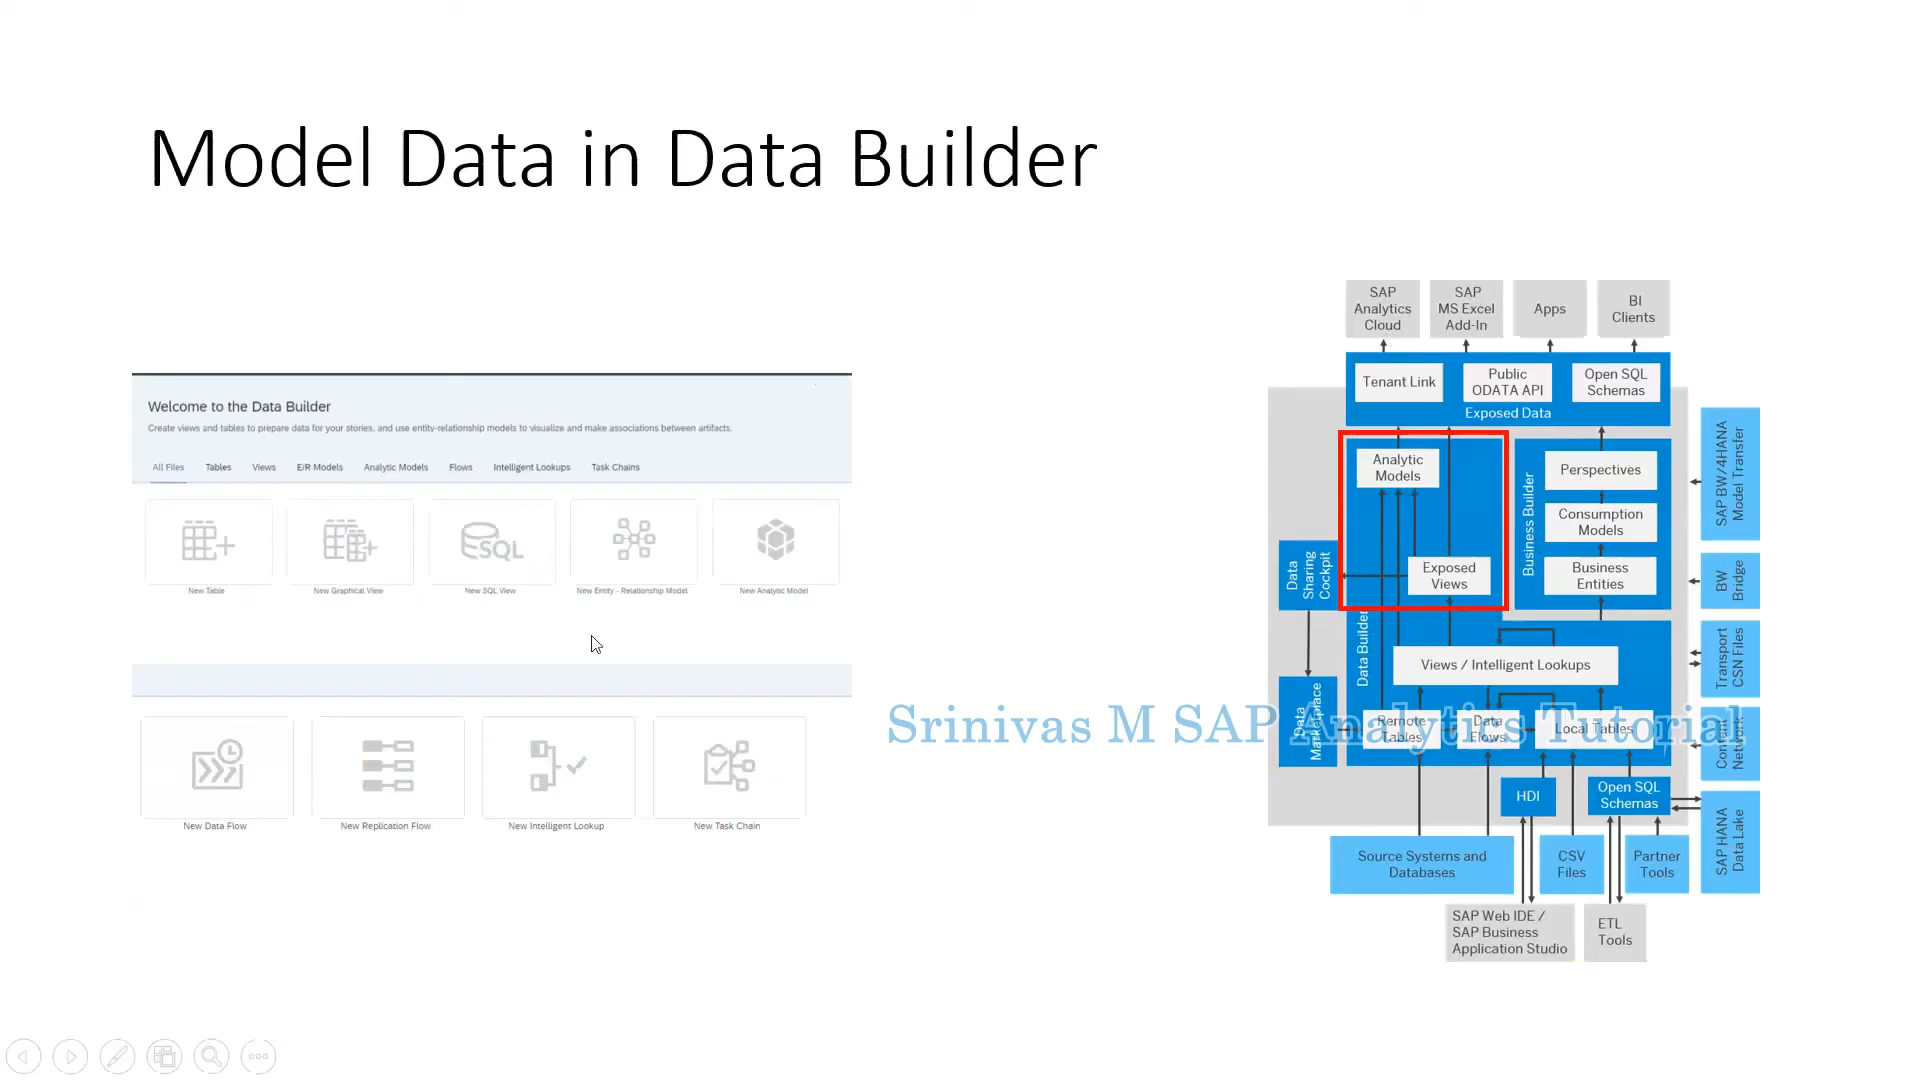 Model Data in Data Builder
Welcome to the Data Builder
Create views and tables to prepare data for your stories, and use entity-relationship models to visualize and make associations between artifacts.
All Files Tables Views E/R Models Analytic Models Flows Intelligent Lookups Task Chains
SQL
New Table New Graphical View New SQL View New Entity - Relationship Model New Analytic Model
New Data Flow New Replication Flow New Intelligent Lookup New Task Chain
SAP
Analytics
Cloud
SAP
MS Excel
Add-In
Apps
BI
Clients
Tenant Link
Public
ODATA API
Open SQL
Schemas
Exposed Data
Analytic
Models
Exposed
Views
Data Builder
Business Builder
Perspectives
Consumption
Models
Business
Entities
Data
Sharing
Cockpit
Data
Marketplace
Views / Intelligent Lookups
Remote
Tables
Data
Flows
Local Tables
Srinivas M SAP Analytics Tutorial
HDI
Open SQL
Schemas
Source Systems and
Databases
CSV
Files
Partner
Tools
SAP Web IDE /
SAP Business
Application Studio
ETL
Tools
SAP BW/4HANA
Model Transfer
BW
Bridge
Transport
CSN Files
Content
Network
SAP HANA
Data Lake